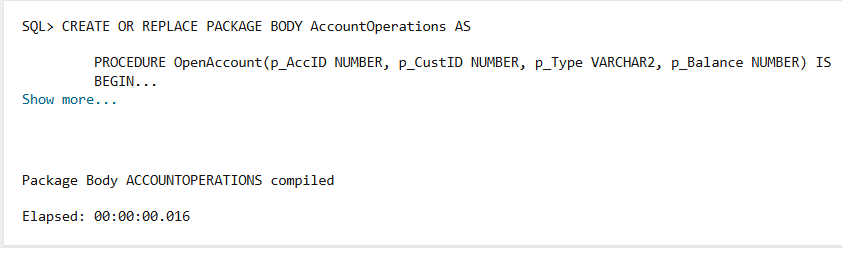 SQL> CREATE OR REPLACE PACKAGE BODY AccountOperations AS
PROCEDURE OpenAccount(p_AccID NUMBER, p_CustID NUMBER, p_Type VARCHAR2, p_Balance NUMBER) IS
BEGIN...
Show more...
Package Body ACCOUNTOPERATIONS compiled
Elapsed: 00:00:00.016